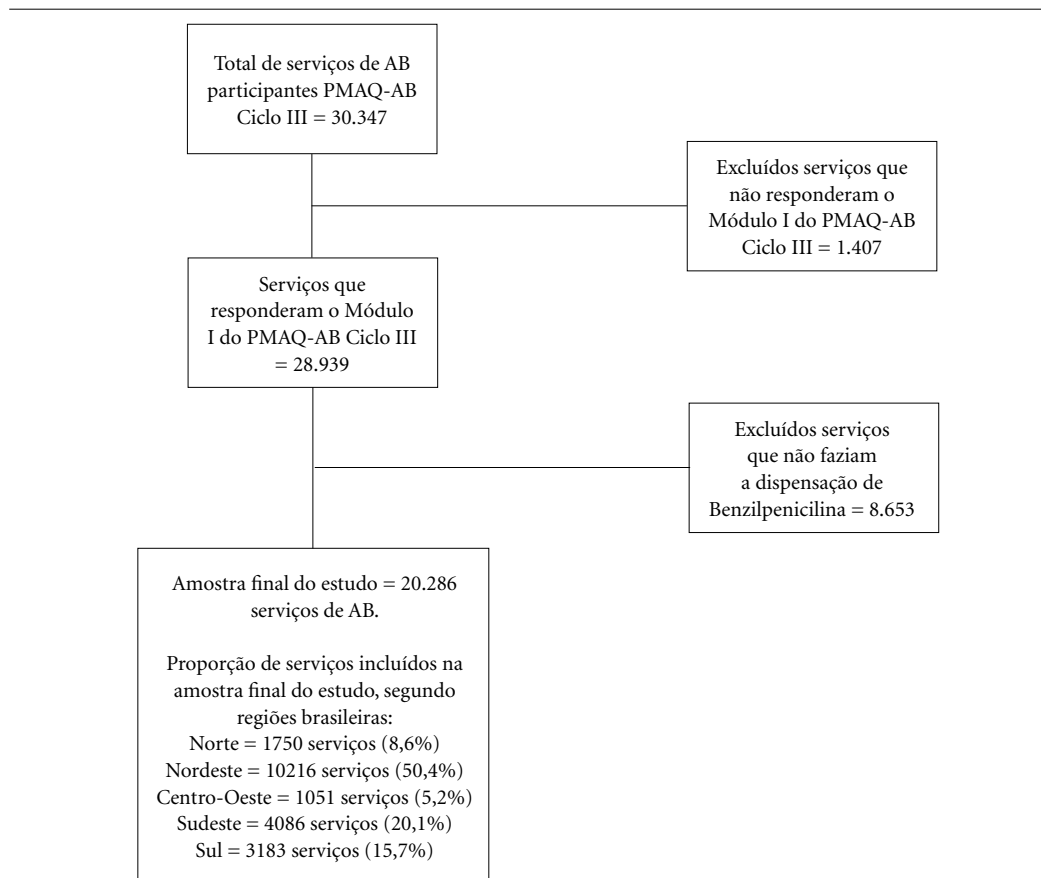 Total de serviços de AB
participantes PMAQ-AB
Ciclo III = 30.347
Excluídos serviços que
não responderam o
Módulo I do PMAQ-AB
Ciclo III = 1.407
Serviços que
responderam o Módulo
I do PMAQ-AB Ciclo III
= 28.939
Excluídos serviços
que não faziam
a dispensação de
Benzilpenicilina = 8.653
Amostra final do estudo = 20.286
serviços de AB.
Proporção de serviços incluídos na
amostra final do estudo, segundo
regiões brasileiras:
Norte = 1750 serviços (8,6%)
Nordeste = 10216 serviços (50,4%)
Centro-Oeste = 1051 serviços (5,2%)
Sudeste = 4086 serviços (20,1%)
Sul = 3183 serviços (15,7%)